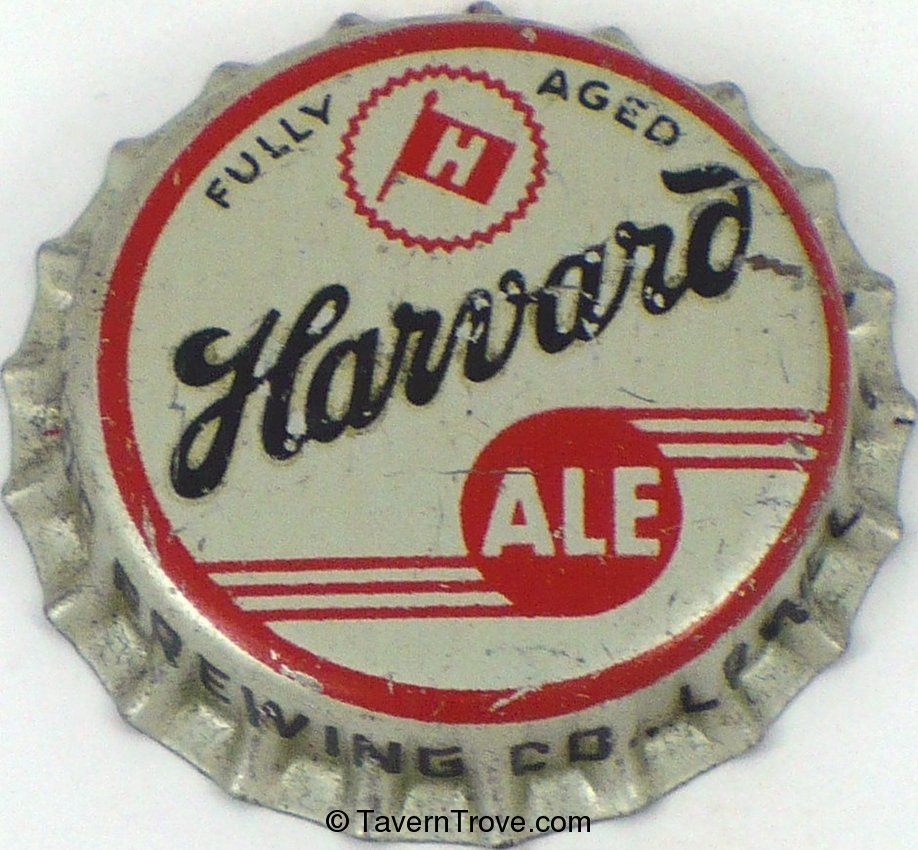 FULLY AGED
H
Harvard
ALE
BREWING CO.,
© TavernTrove.com